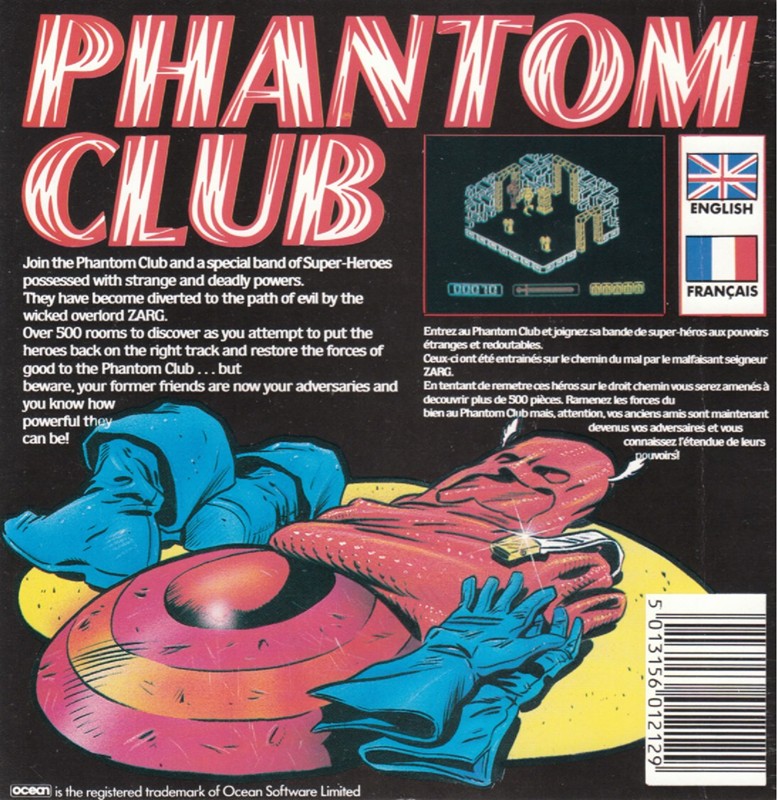 PHANTOM
CLUB
ENGLISH
FRANÇAIS
00070
Join the Phantom Club and a special band of Super-Heroes
possessed with strange and deadly powers.
They have become diverted to the path of evil by the
wicked overlord ZARG.
Over 500 rooms to discover as you attempt to put the
heroes back on the right track and restore the forces of
good to the Phantom Club . . . but
beware, your former friends are now your adversaries and
you know how
powerful they
can be!
Entrez au Phantom Club et joignez sa bande de super-héros aux pouvoirs
étranges et redoutables.
Ceux-ci ont été entrainés sur le chemin du mal par le malfaisant seigneur
ZARG.
En tentant de remetre ces héros sur le droit chemin vous serez amenés à
decouvrir plus de 500 pièces. Ramenez les forces du
bien au Phantom Club mais, attention, vos anciens amis sont maintenant
devenus vos adversaires et vous
connaissez l'étendue de leurs
pouvoirs!
5 013156 012129
ocean is the registered trademark of Ocean Software Limited